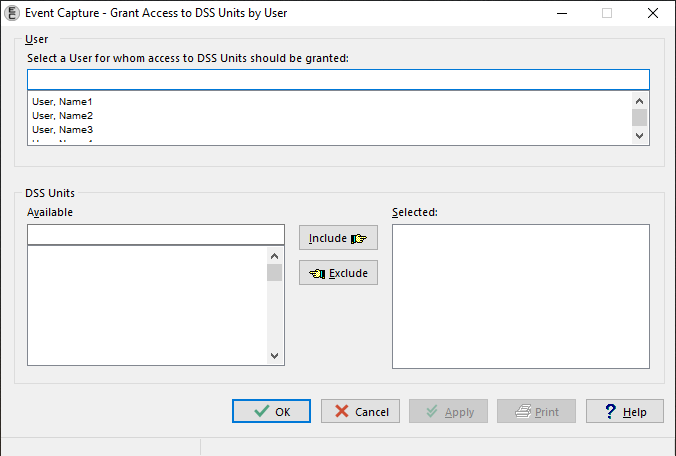 EC Event Capture - Grant Access to DSS Units by User
User
Select a User for whom access to DSS Units should be granted:
User, Name1
User, Name2
User, Name3
DSS Units
Available
Selected:
Include
Exclude
OK
Cancel
Apply
Print
? Help